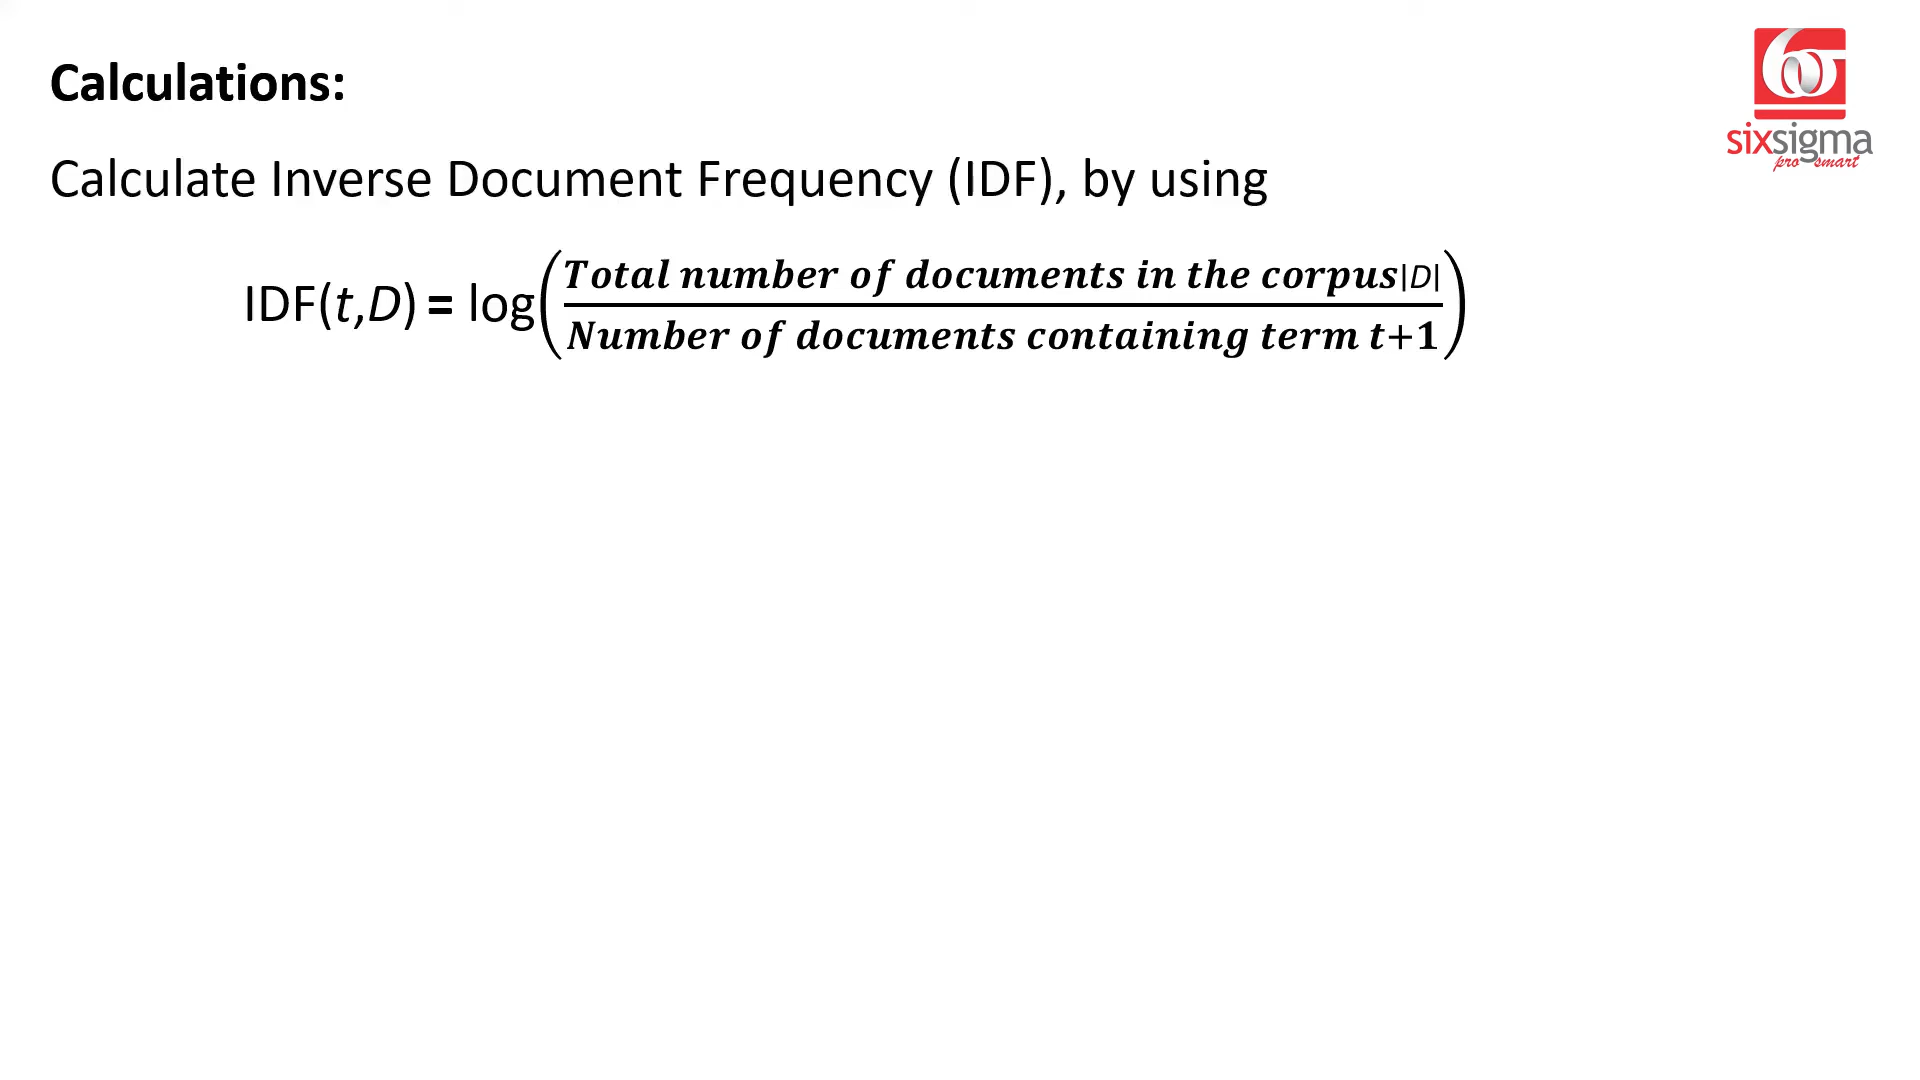 Calculations:
sixsigma
pro smart
Calculate Inverse Document Frequency (IDF), by using
IDF(t,D) = log(Total number of documents in the corpus|D| / Number of documents containing term t+1)